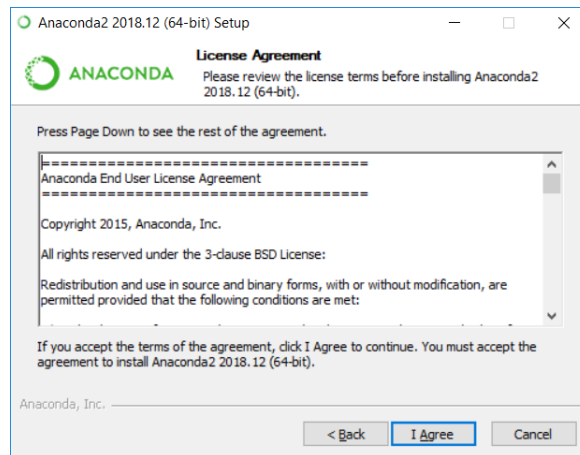 Anaconda2 2018.12 (64-bit) Setup
ANACONDA
License Agreement
Please review the license terms before installing Anaconda2
2018.12 (64-bit).
Press Page Down to see the rest of the agreement.
===================================
Anaconda End User License Agreement
===================================
Copyright 2015, Anaconda, Inc.
All rights reserved under the 3-clause BSD License:
Redistribution and use in source and binary forms, with or without modification, are
permitted provided that the following conditions are met:
If you accept the terms of the agreement, click I Agree to continue. You must accept the
agreement to install Anaconda2 2018.12 (64-bit).
Anaconda, Inc.
< Back
I Agree
Cancel